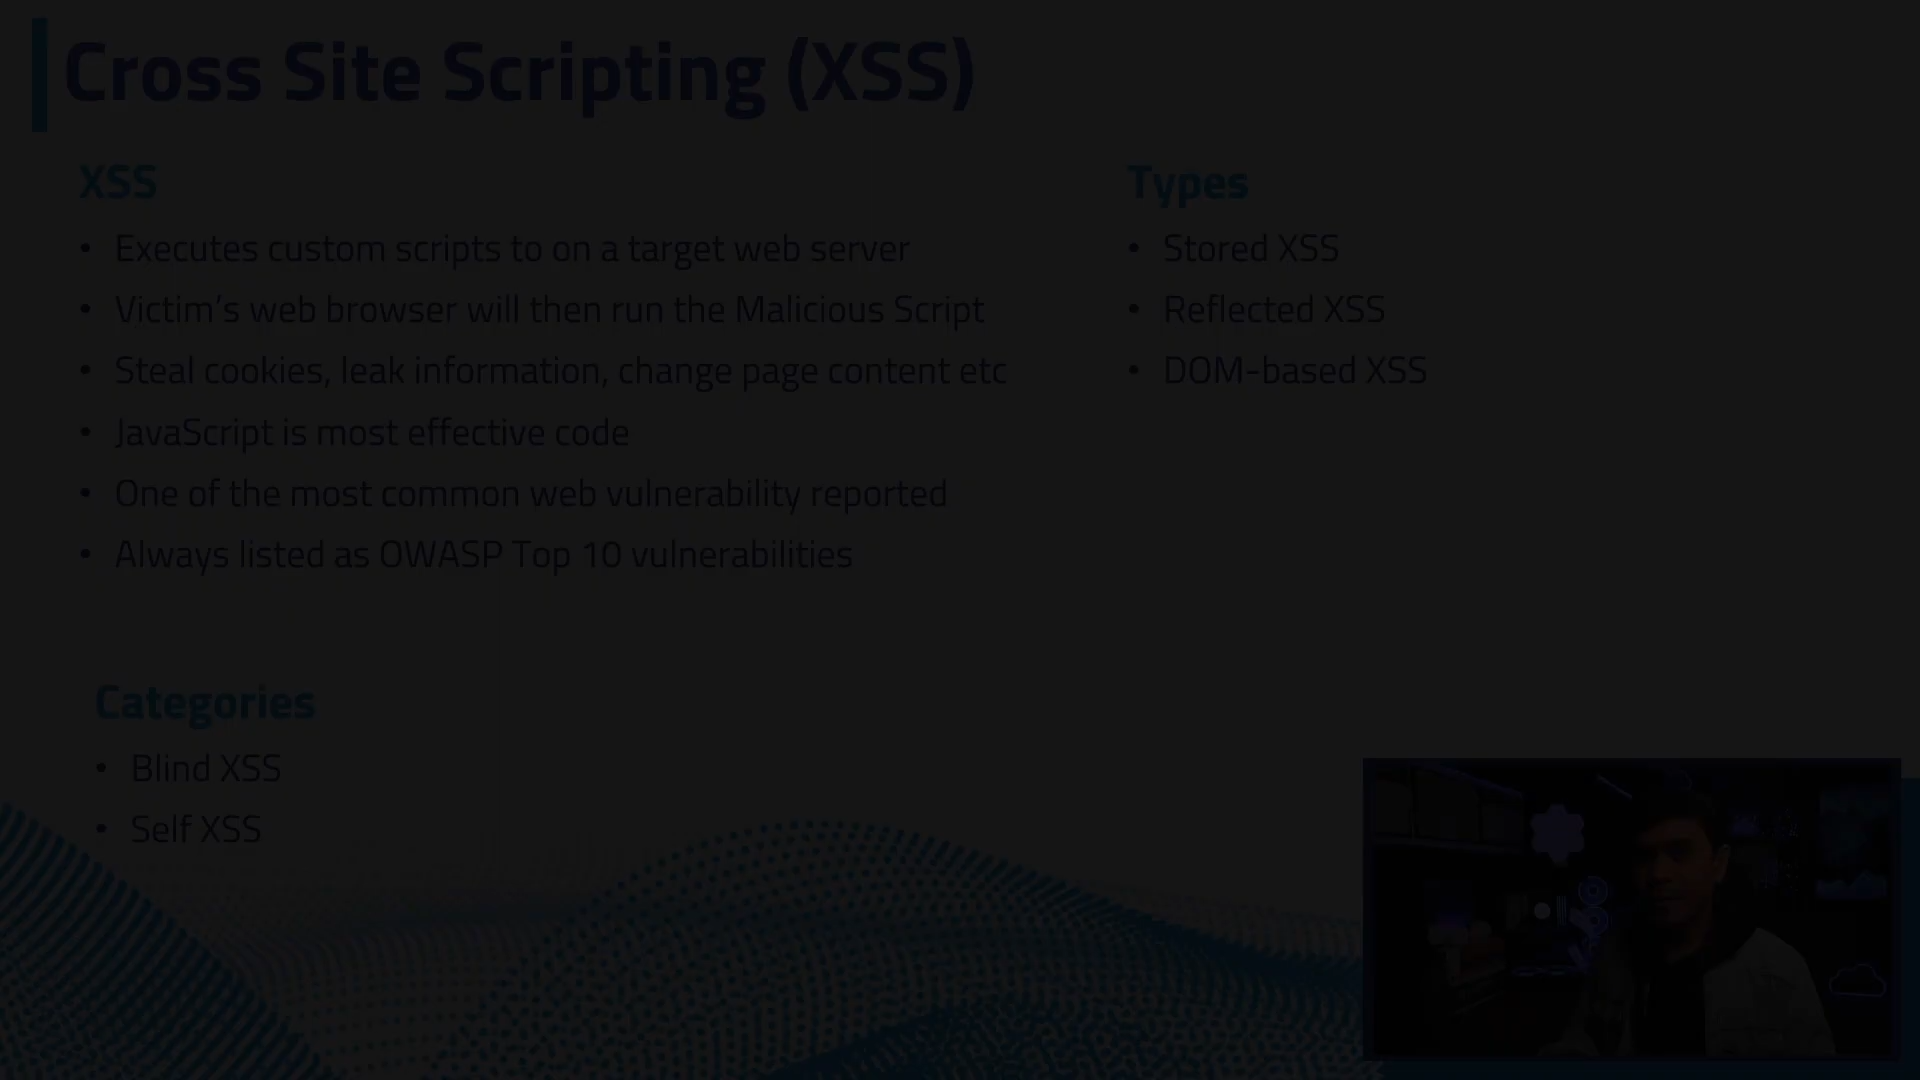 Cross Site Scripting (XSS)
XSS
• Executes custom scripts to on a target web server
• Victim’s web browser will then run the Malicious Script
• Steal cookies, leak information, change page content etc
• JavaScript is most effective code
• One of the most common web vulnerability reported
• Always listed as OWASP Top 10 vulnerabilities
Types
• Stored XSS
• Reflected XSS
• DOM-based XSS
Categories
• Blind XSS
• Self XSS